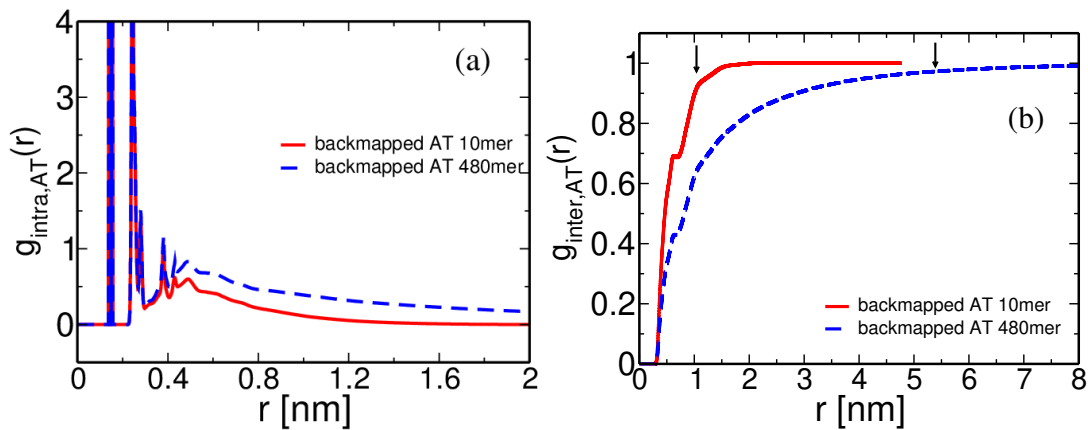 4
3
2
1
0
g_intra,AT(r)
(a)
backmapped AT 10mer
backmapped AT 480mer
0 0.4 0.8 1.2 1.6 2
r [nm]
1
0.8
0.6
0.4
0.2
0
g_inter,AT(r)
(b)
backmapped AT 10mer
backmapped AT 480mer
0 1 2 3 4 5 6 7 8
r [nm]